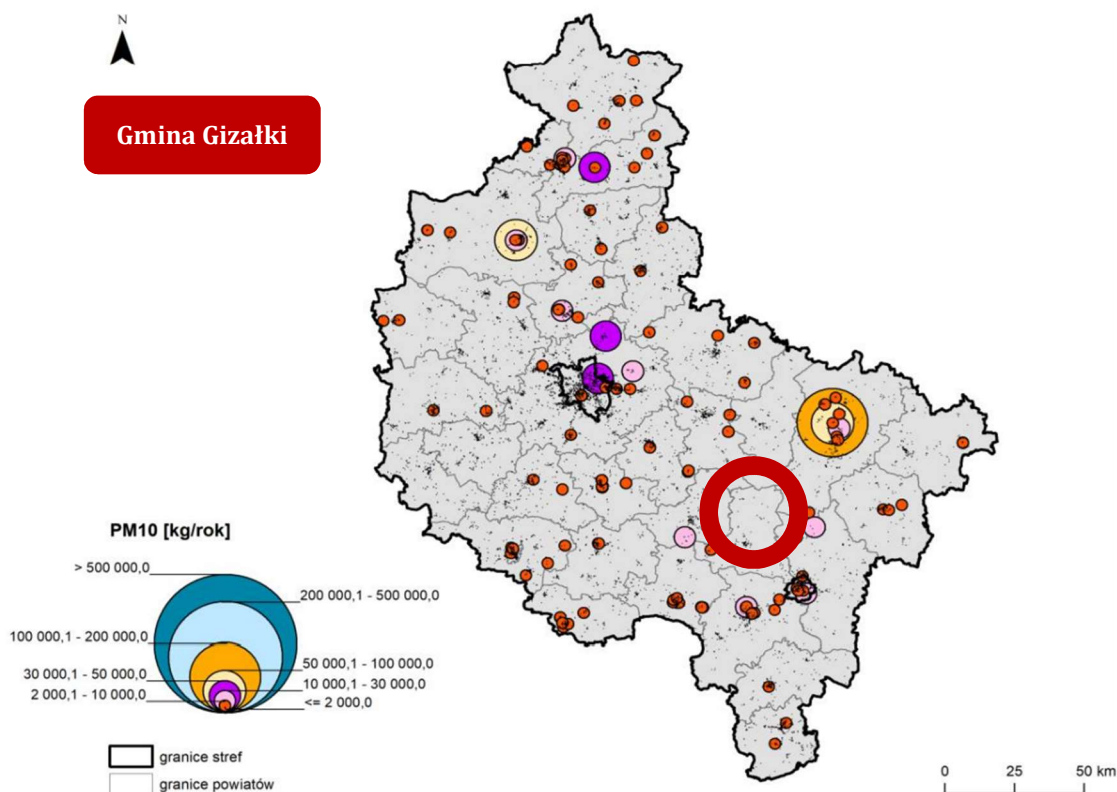 N
Gmina Gizałki
PM10 [kg/rok]
> 500 000,0
200 000,1 - 500 000,0
100 000,1 - 200 000,0
50 000,1 - 100 000,0
30 000,1 - 50 000,0
10 000,1 - 30 000,0
2 000,1 - 10 000,0
<= 2 000,0
granice stref
granice powiatów
0 25 50 km